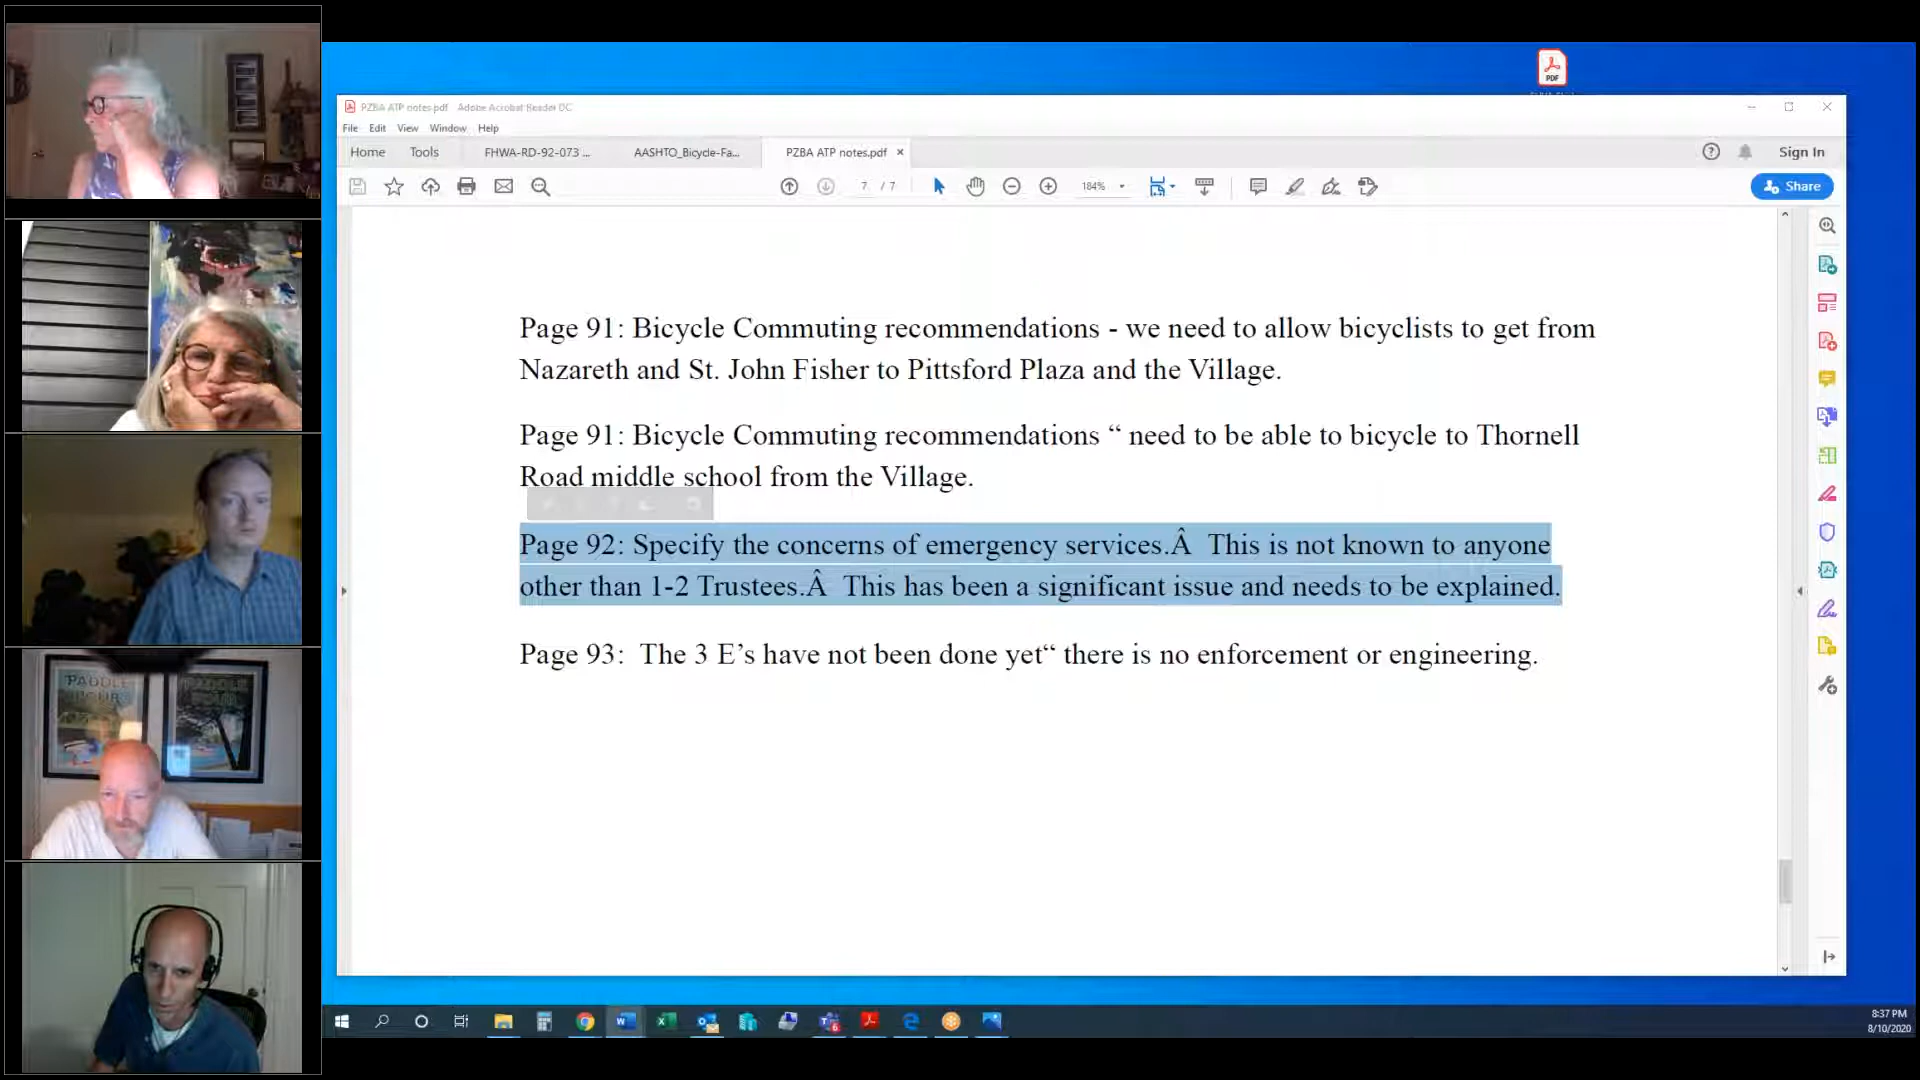 PADDLE
PDF
PZBA ATP notes.pdf - Adobe Acrobat Reader DC
File Edit View Window Help
Home Tools FHWA-RD-92-073 ... AASHTO_Bicycle-Fa... PZBA ATP notes.pdf × Sign In
7 / 7 184% Share
Page 91: Bicycle Commuting recommendations - we need to allow bicyclists to get from
Nazareth and St. John Fisher to Pittsford Plaza and the Village.
Page 91: Bicycle Commuting recommendations “ need to be able to bicycle to Thornell
Road middle school from the Village.
Page 92: Specify the concerns of emergency services.Â  This is not known to anyone
other than 1-2 Trustees.Â  This has been a significant issue and needs to be explained.
Page 93:  The 3 E’s have not been done yet“ there is no enforcement or engineering.
8:37 PM
8/10/2020